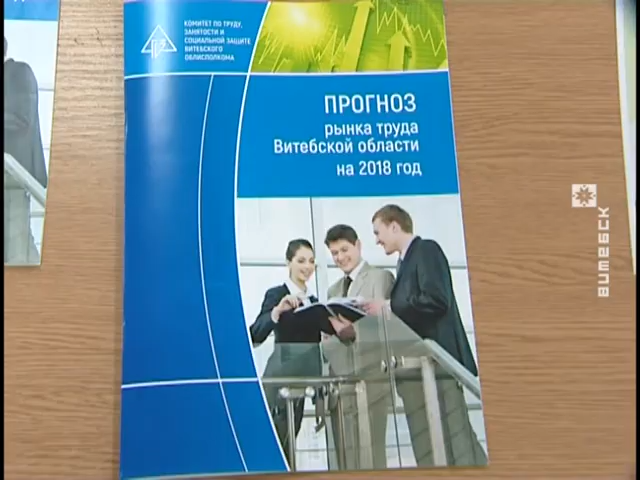 КОМИТЕТ ПО ТРУДУ,
ЗАНЯТОСТИ И
СОЦИАЛЬНОЙ ЗАЩИТЕ
ВИТЕБСКОГО
ОБЛИСПОЛКОМА
ПРОГНОЗ
рынка труда
Витебской области
на 2018 год
ВИТЕБСК